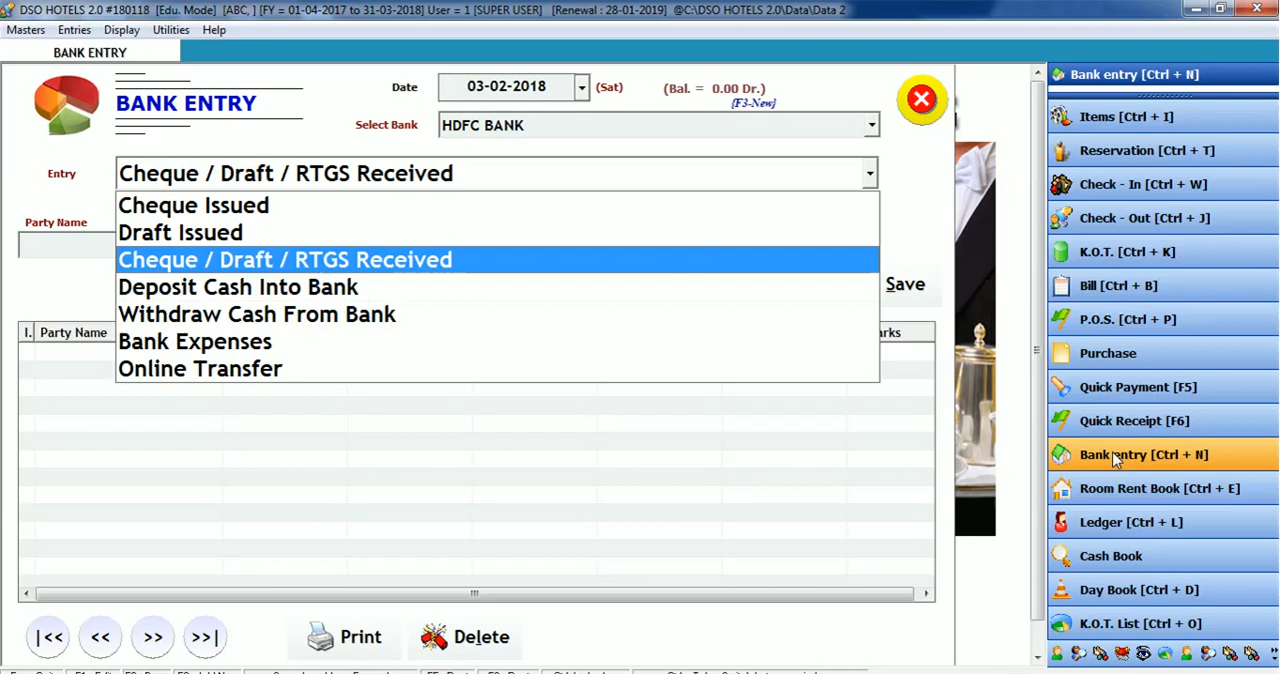 DSO HOTELS 2.0 #180118 [Edu. Mode] [ABC, ] [FY = 01-04-2017 to 31-03-2018] User = 1 [SUPER USER] [Renewal : 28-01-2019] @C:\DSO HOTELS 2.0\Data\Data 2
Masters Entries Display Utilities Help
BANK ENTRY
BANK ENTRY
Date 03-02-2018 (Sat) (Bal. = 0.00 Dr.)
[F3-New]
Select Bank HDFC BANK
Entry Cheque / Draft / RTGS Received
Cheque Issued
Draft Issued
Cheque / Draft / RTGS Received
Deposit Cash Into Bank
Withdraw Cash From Bank
Bank Expenses
Online Transfer
Party Name
Save
I. Party Name
|<< << >> >>| Print Delete
Bank entry [Ctrl + N]
Items [Ctrl + I]
Reservation [Ctrl + T]
Check - In [Ctrl + W]
Check - Out [Ctrl + J]
K.O.T. [Ctrl + K]
Bill [Ctrl + B]
P.O.S. [Ctrl + P]
Purchase
Quick Payment [F5]
Quick Receipt [F6]
Bank entry [Ctrl + N]
Room Rent Book [Ctrl + E]
Ledger [Ctrl + L]
Cash Book
Day Book [Ctrl + D]
K.O.T. List [Ctrl + O]